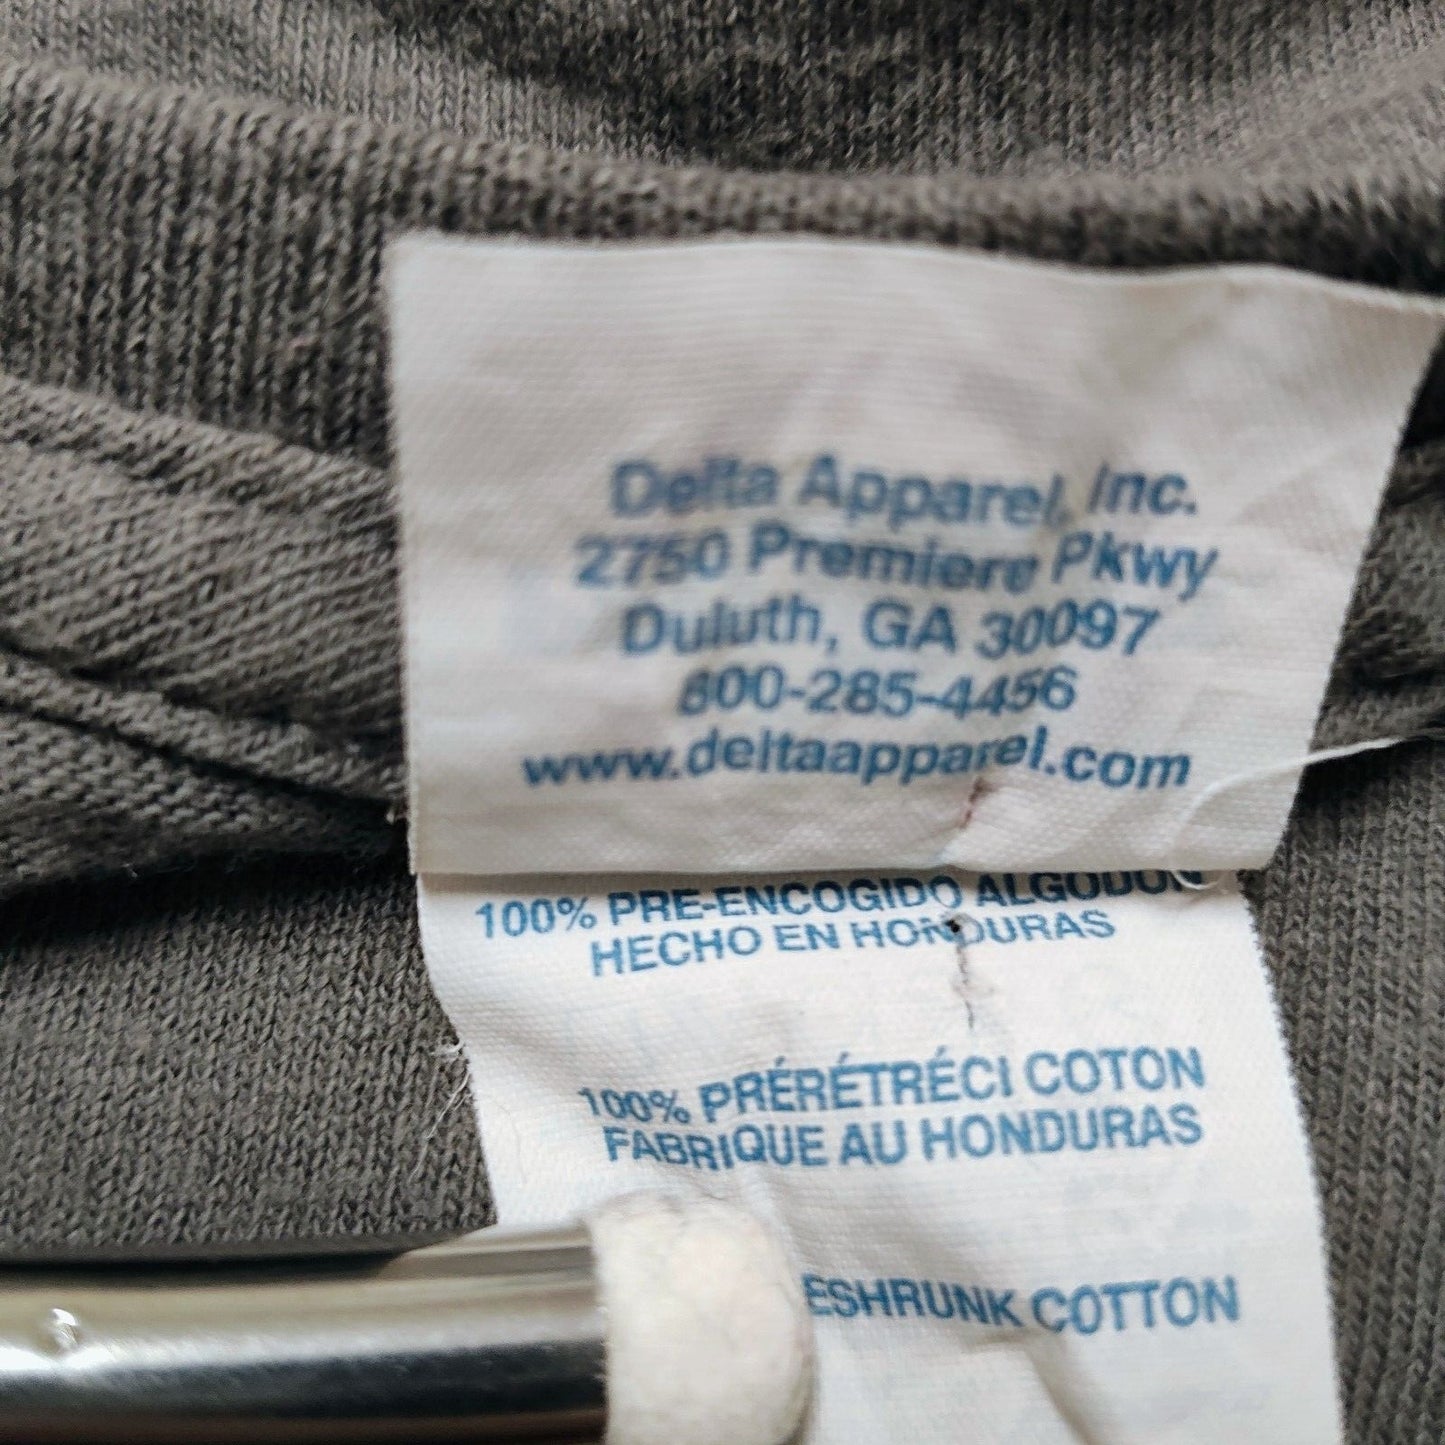 Delta Apparel, Inc.
2750 Premiere Pkwy
Duluth, GA 30097
800-285-4456
www.deltaapparel.com
100% PRE-ENCOGIDO ALGODON
HECHO EN HONDURAS
100% PRÉRÉTRÉCI COTON
FABRIQUE AU HONDURAS
ESHRUNK COTTON